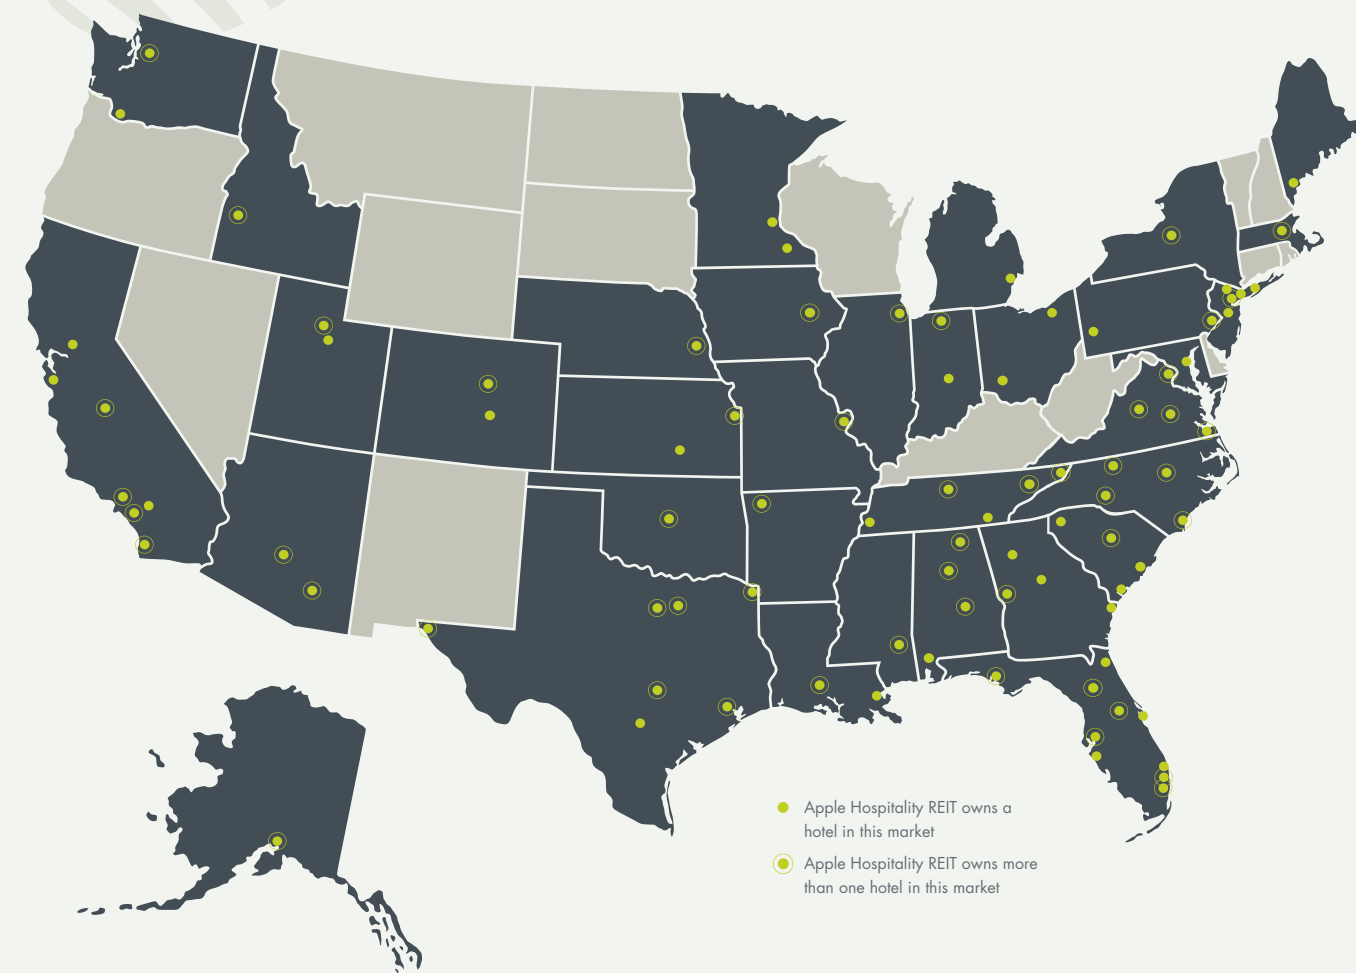 Apple Hospitality REIT owns a
hotel in this market
Apple Hospitality REIT owns more
than one hotel in this market